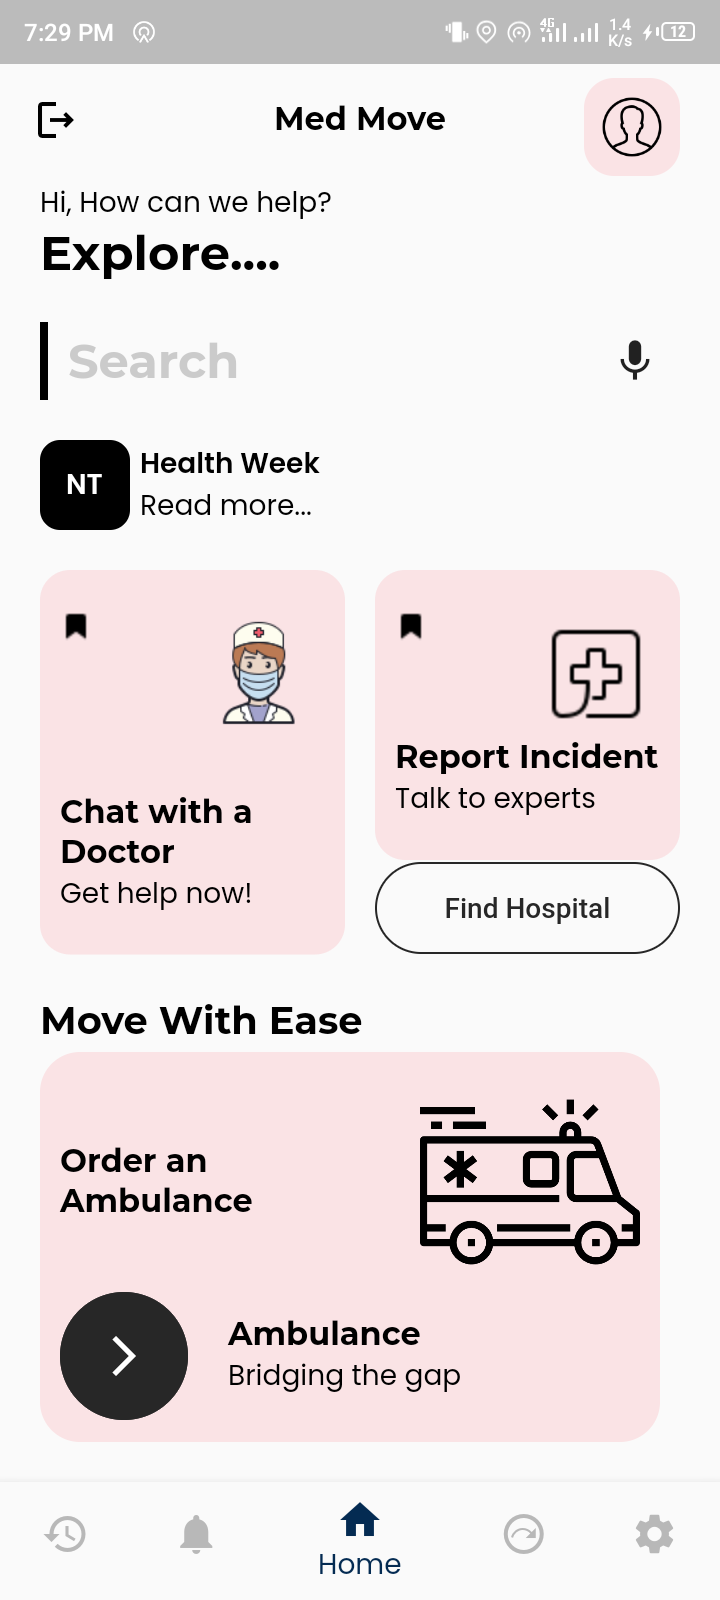 7:29 PM
4G
1.4
K/s
12
Med Move
Hi, How can we help?
Explore....
Search
NT
Health Week
Read more...
Chat with a
Doctor
Get help now!
Report Incident
Talk to experts
Find Hospital
Move With Ease
Order an
Ambulance
Ambulance
Bridging the gap
Home